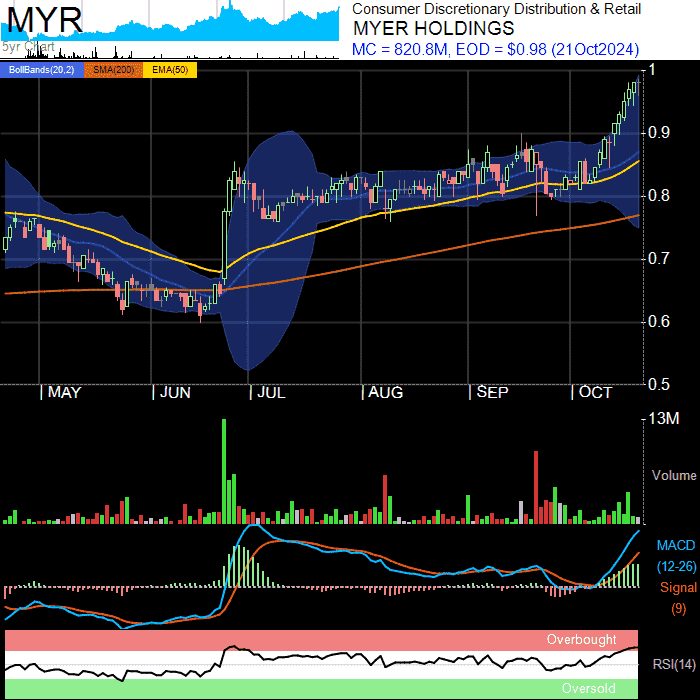 MYR
5yr Chart
Consumer Discretionary Distribution & Retail
MYER HOLDINGS
MC = 820.8M, EOD = $0.98 (21Oct2024)
BollBands(20,2) SMA(200) EMA(50)
1
0.9
0.8
0.7
0.6
0.5
MAY JUN JUL AUG SEP OCT
13M
Volume
MACD
(12-26)
Signal
(9)
Overbought
RSI(14)
Oversold